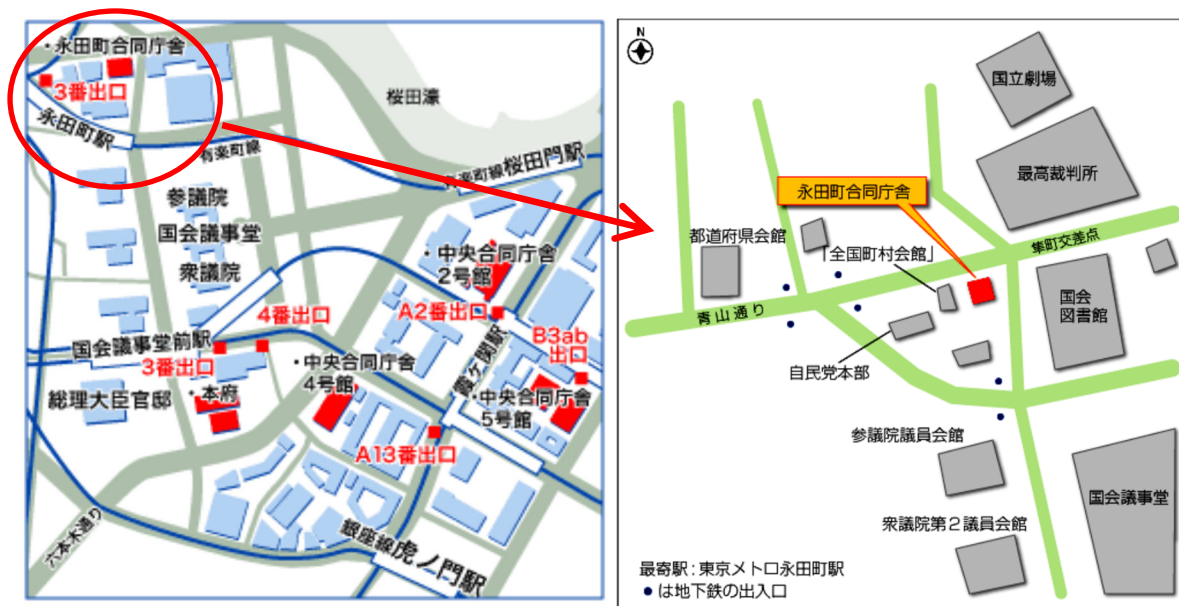 ・永田町合同庁舎
3番出口
永田町駅
桜田濠
有楽町線
有楽町線
桜田門駅
参議院
国会議事堂
衆議院
・中央合同庁舎
2号館
A2番出口
4番出口
国会議事堂前駅
3番出口
霞ケ関駅
B3ab
出口
・中央合同庁舎
4号館
・中央合同庁舎
5号館
総理大臣官邸
・本府
A13番出口
六本木通り
銀座線
虎ノ門駅
N
国立劇場
最高裁判所
永田町合同庁舎
都道府県会館
「全国町村会館」
隼町交差点
国会
図書館
青山通り
自民党本部
参議院議員会館
国会議事堂
衆議院第2議員会館
最寄駅：東京メトロ永田町駅
●は地下鉄の出入口